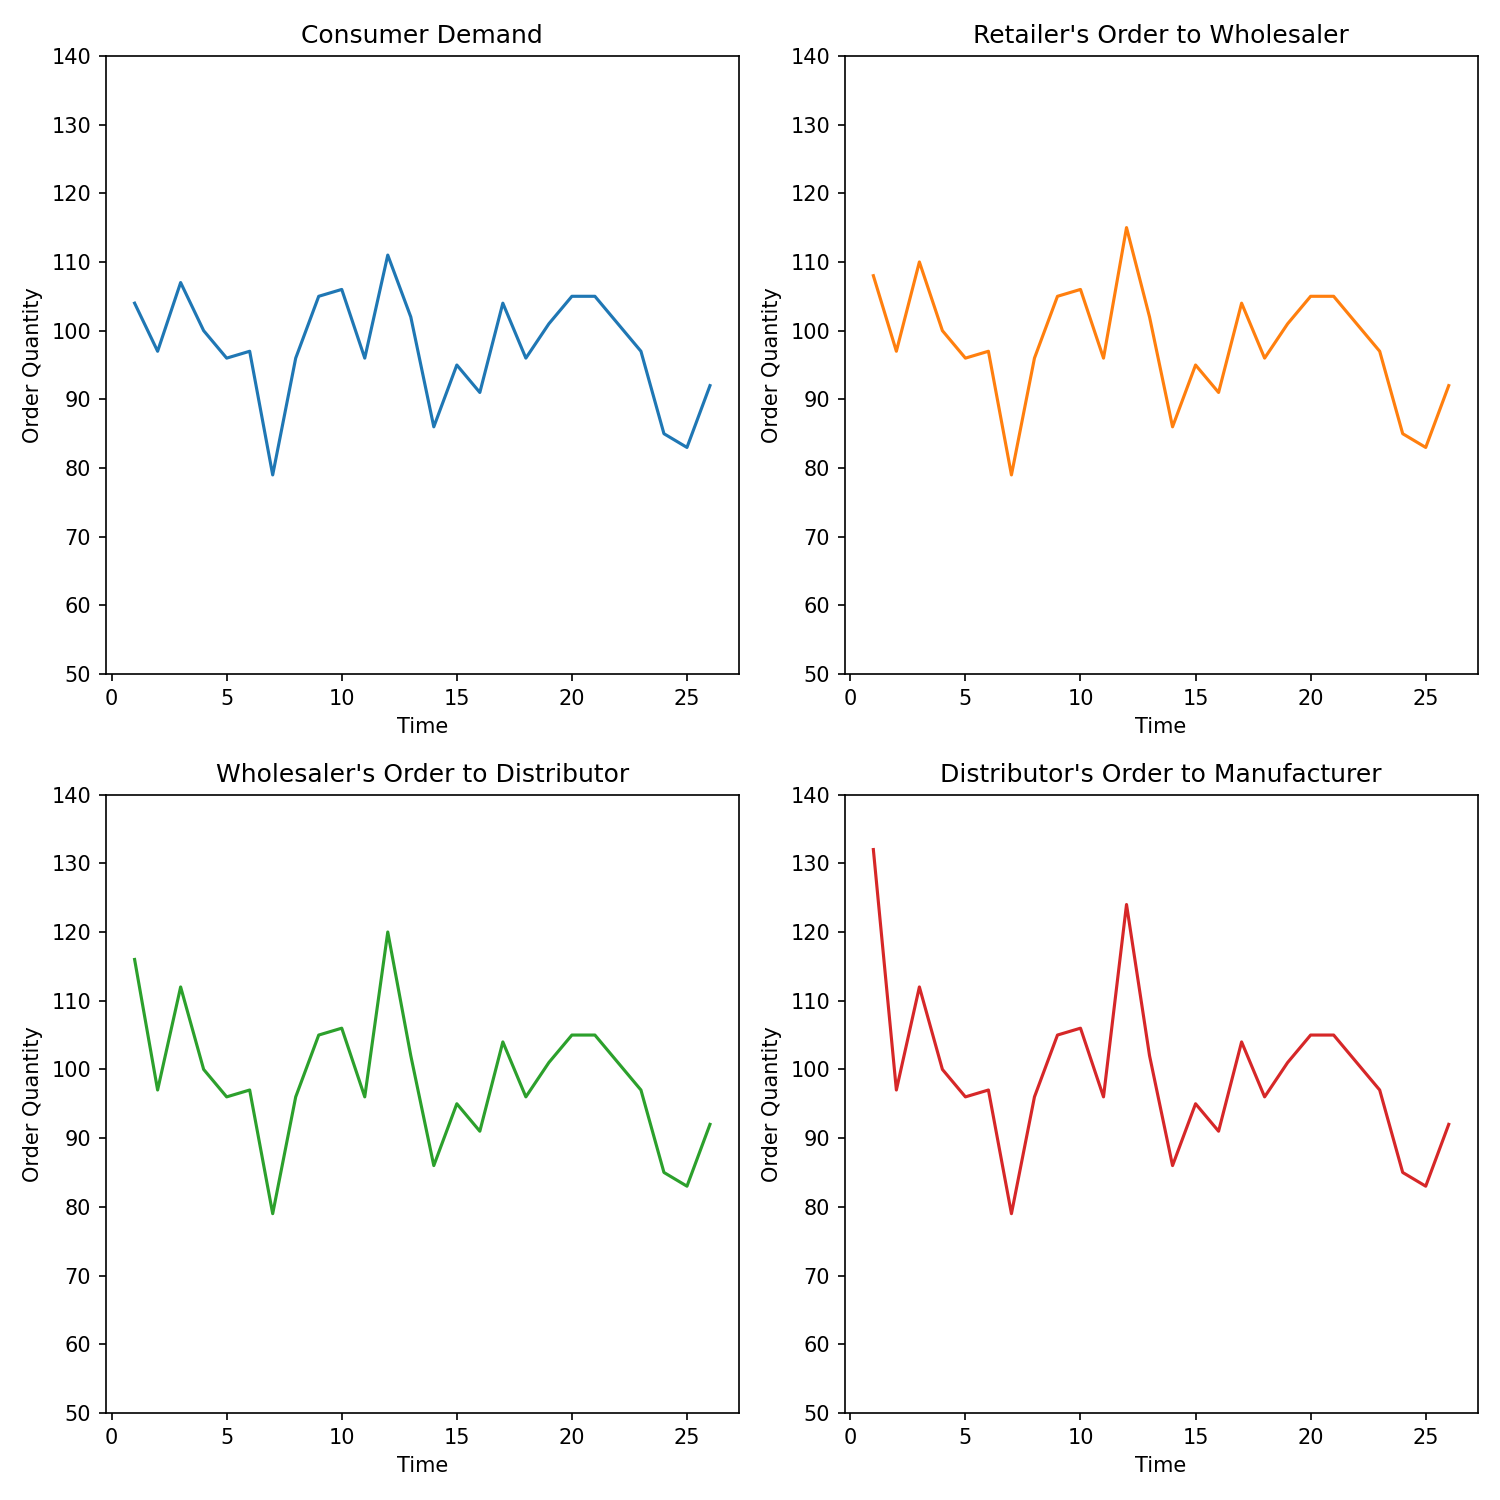 Consumer Demand
140
130
120
110
100
90
80
70
60
50
Order Quantity
0 5 10 15 20 25
Time
Retailer's Order to Wholesaler
140
130
120
110
100
90
80
70
60
50
Order Quantity
0 5 10 15 20 25
Time
Wholesaler's Order to Distributor
140
130
120
110
100
90
80
70
60
50
Order Quantity
0 5 10 15 20 25
Time
Distributor's Order to Manufacturer
140
130
120
110
100
90
80
70
60
50
Order Quantity
0 5 10 15 20 25
Time